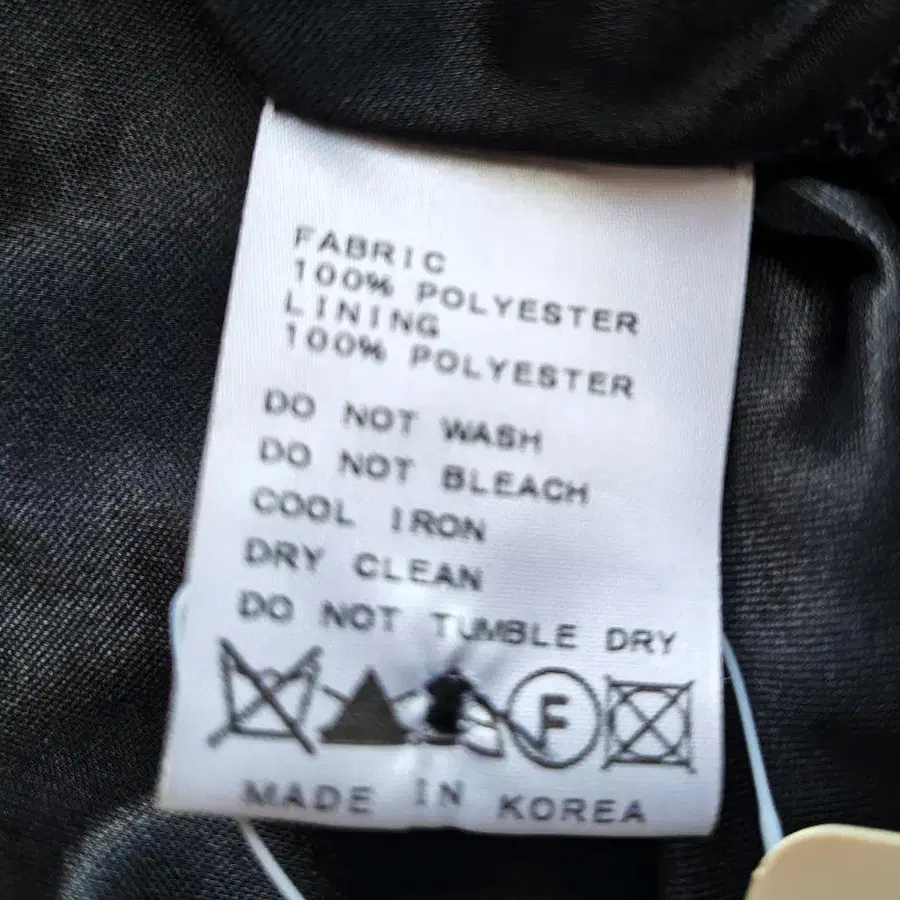 FABRIC
100% POLYESTER
LINING
100% POLYESTER
DO NOT WASH
DO NOT BLEACH
COOL IRON
DRY CLEAN
DO NOT TUMBLE DRY
F
MADE IN KOREA